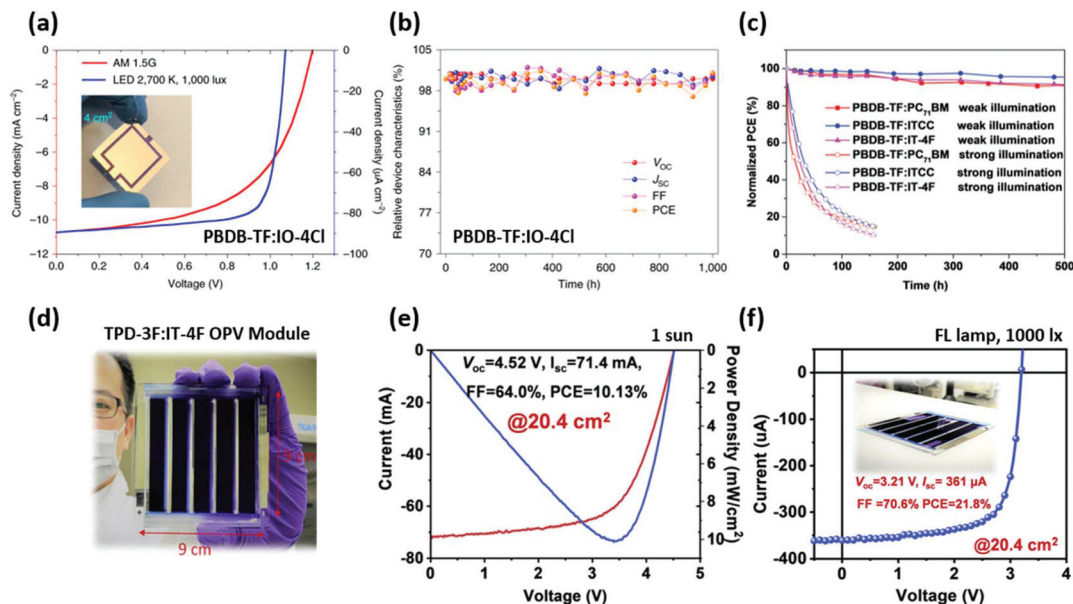 (a)
0
−2
−4
−6
−8
−10
−12
Current density (mA cm⁻²)
0.0 0.2 0.4 0.6 0.8 1.0 1.2
Voltage (V)
0
−20
−40
−60
−80
−100
Current density (μA cm⁻²)
AM 1.5G
LED 2,700 K, 1,000 lux
4 cm²
PBDB-TF:IO-4Cl
(b)
105
102
99
96
91
84
77
70
Relative device characteristics (%)
V_OC
J_SC
FF
PCE
PBDB-TF:IO-4Cl
0 200 400 600 800 1,000
Time (h)
(c)
100
80
60
40
20
0
Normalized PCE (%)
PBDB-TF:PC₇₁BM weak illumination
PBDB-TF:ITCC weak illumination
PBDB-TF:IT-4F weak illumination
PBDB-TF:PC₇₁BM strong illumination
PBDB-TF:ITCC strong illumination
PBDB-TF:IT-4F strong illumination
0 100 200 300 400 500
Time (h)
(d)
TPD-3F:IT-4F OPV Module
9 cm
9 cm
(e)
1 sun
V_oc=4.52 V, I_sc=71.4 mA,
FF=64.0%, PCE=10.13%
@20.4 cm²
0
-20
-40
-60
-80
Current (mA)
0 1 2 3 4 5
Voltage (V)
0
2
4
6
8
10
Power Density (mW/cm²)
(f)
FL lamp, 1000 lx
0
-100
-200
-300
-400
Current (uA)
V_oc=3.21 V, I_sc= 361 μA
FF =70.6% PCE=21.8%
@20.4 cm²
0 1 2 3 4
Voltage (V)